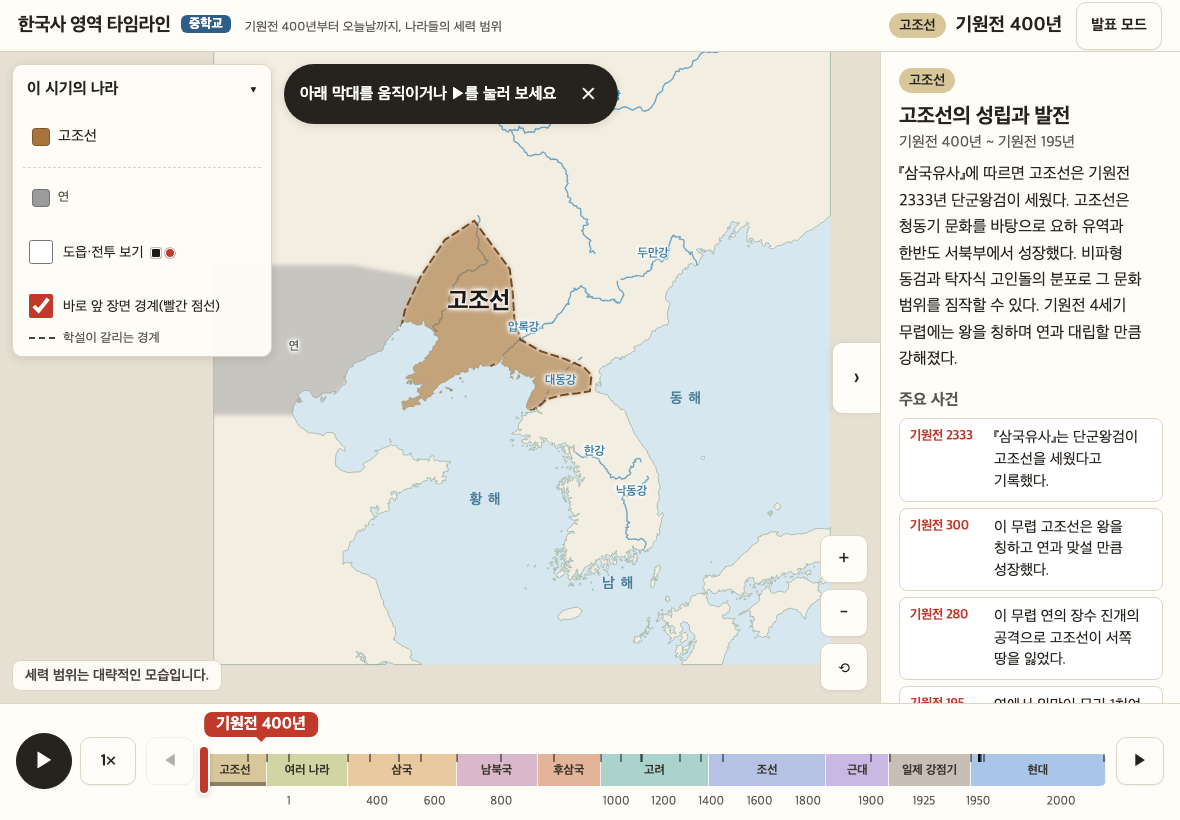 한국사 영역 타임라인
중학교
기원전 400년부터 오늘날까지, 나라들의 세력 범위
고조선
기원전 400년
발표 모드
이 시기의 나라
고조선
연
도읍·전투 보기
바로 앞 장면 경계(빨간 점선)
학설이 갈리는 경계
아래 막대를 움직이거나 ▶를 눌러 보세요 ✕
고조선
연
두만강
압록강
대동강
한강
낙동강
동 해
황 해
남 해
+
−
⟲
›
세력 범위는 대략적인 모습입니다.
고조선
고조선의 성립과 발전
기원전 400년 ~ 기원전 195년
『삼국유사』에 따르면 고조선은 기원전
2333년 단군왕검이 세웠다. 고조선은
청동기 문화를 바탕으로 요하 유역과
한반도 서북부에서 성장했다. 비파형
동검과 탁자식 고인돌의 분포로 그 문화
범위를 짐작할 수 있다. 기원전 4세기
무렵에는 왕을 칭하며 연과 대립할 만큼
강해졌다.
주요 사건
기원전 2333
『삼국유사』는 단군왕검이
고조선을 세웠다고
기록했다.
기원전 300
이 무렵 고조선은 왕을
칭하고 연과 맞설 만큼
성장했다.
기원전 280
이 무렵 연의 장수 진개의
공격으로 고조선이 서쪽
땅을 잃었다.
기원전 195
기원전 400년
1×
고조선
여러 나라
삼국
남북국
후삼국
고려
조선
근대
일제 강점기
현대
1
400
600
800
1000
1200
1400
1600
1800
1900
1925
1950
2000